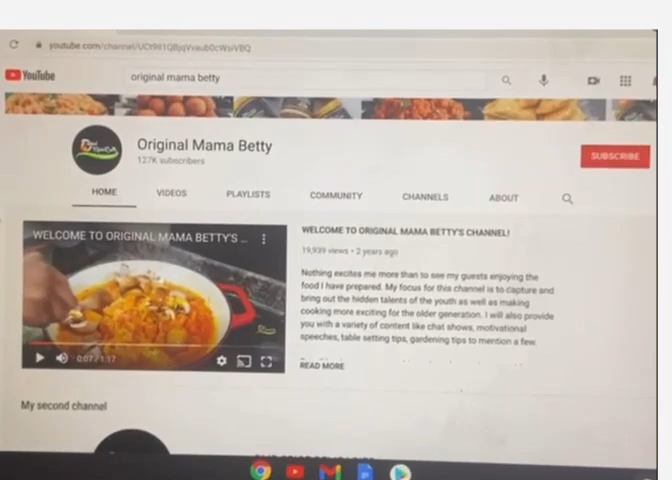 youtube.com/channel/
YouTube
original mama betty
Original Mama Betty
127K subscribers
SUBSCRIBE
HOME VIDEOS PLAYLISTS COMMUNITY CHANNELS ABOUT
WELCOME TO ORIGINAL MAMA BETTY'S ...
0:07 / 1:17
WELCOME TO ORIGINAL MAMA BETTY'S CHANNEL!
19,939 views • 2 years ago
Nothing excites me more than to see my guests enjoying the
food I have prepared. My focus for this channel is to capture and
bring out the hidden talents of the youth as well as making
cooking more exciting for the older generation. I will also provide
you with a variety of content like chat shows, motivational
speeches, table setting tips, gardening tips to mention a few.
READ MORE
My second channel